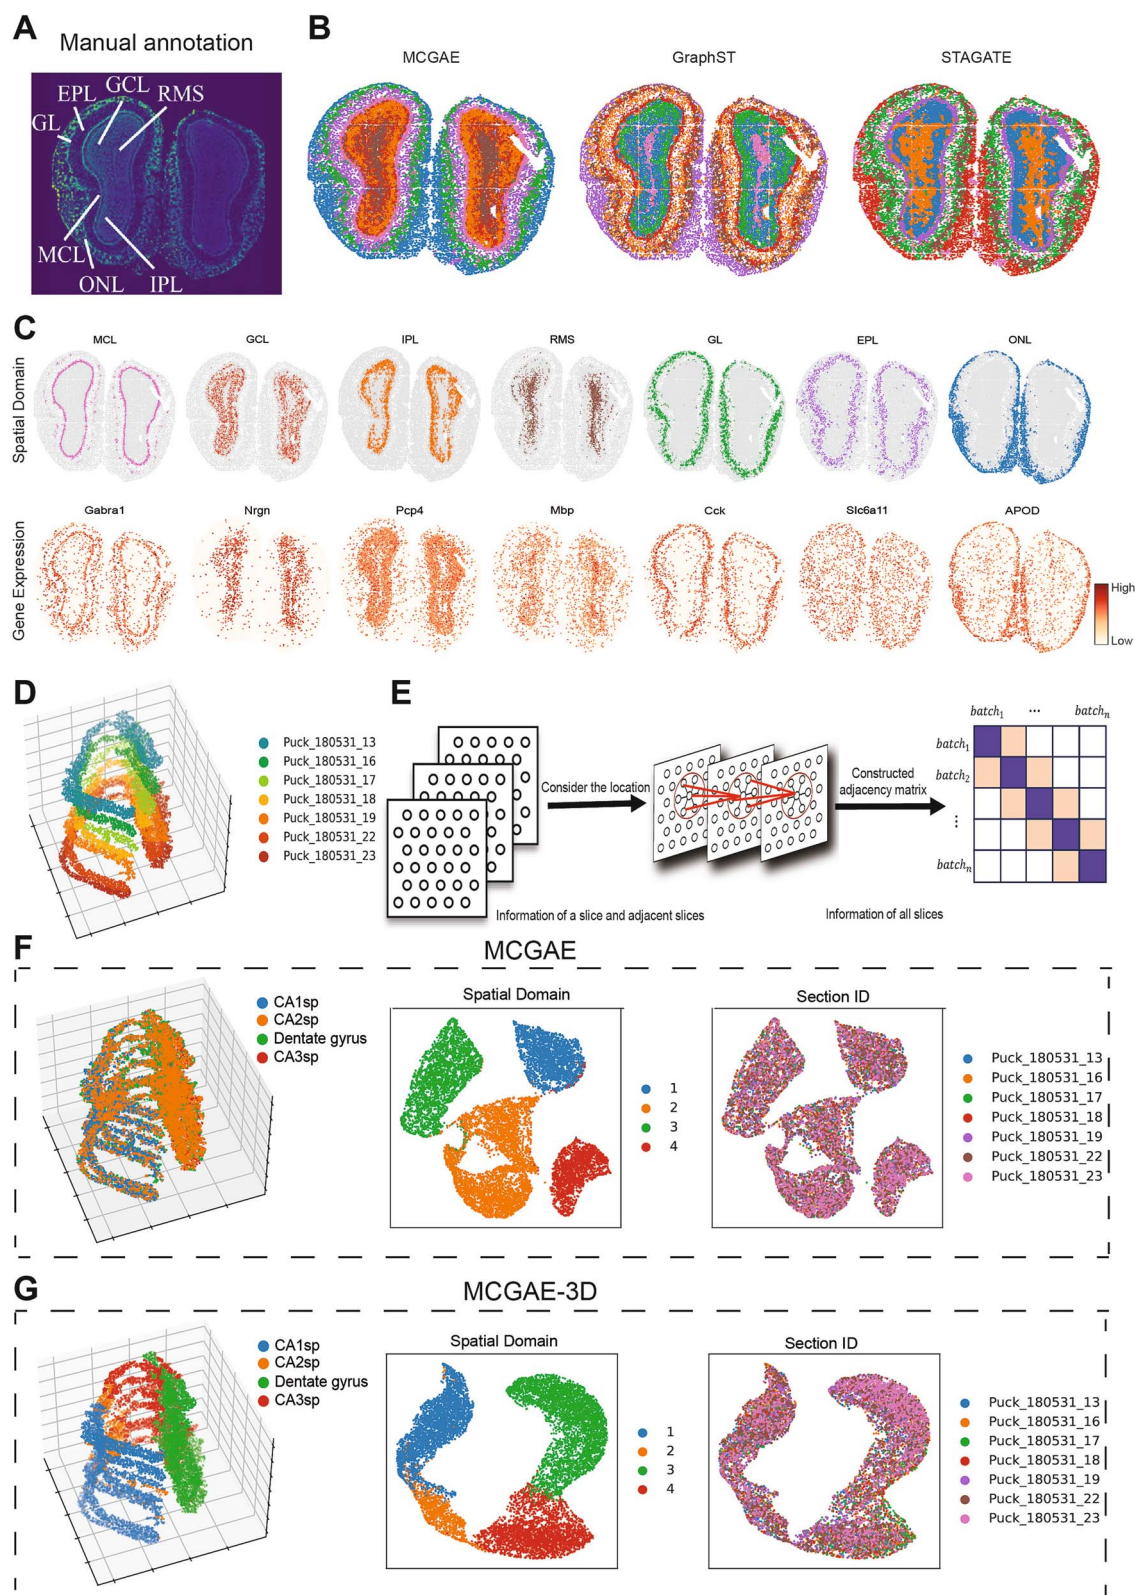 A
Manual annotation
GCL
EPL
RMS
GL
MCL
ONL
IPL
B
MCGAE
GraphST
STAGATE
C
Spatial Domain
MCL
GCL
IPL
RMS
GL
EPL
ONL
Gene Expression
Gabra1
Nrgn
Pcp4
Mbp
Cck
Slc6a11
APOD
High
Low
D
Puck_180531_13
Puck_180531_16
Puck_180531_17
Puck_180531_18
Puck_180531_19
Puck_180531_22
Puck_180531_23
E
Consider the location
Constructed
adjacency matrix
Information of a slice and adjacent slices
Information of all slices
batch1 ... batchn
batch1
batch2
⋮
batchn
F
MCGAE
CA1sp
CA2sp
Dentate gyrus
CA3sp
Spatial Domain
1
2
3
4
Section ID
Puck_180531_13
Puck_180531_16
Puck_180531_17
Puck_180531_18
Puck_180531_19
Puck_180531_22
Puck_180531_23
G
MCGAE-3D
CA1sp
CA2sp
Dentate gyrus
CA3sp
Spatial Domain
1
2
3
4
Section ID
Puck_180531_13
Puck_180531_16
Puck_180531_17
Puck_180531_18
Puck_180531_19
Puck_180531_22
Puck_180531_23